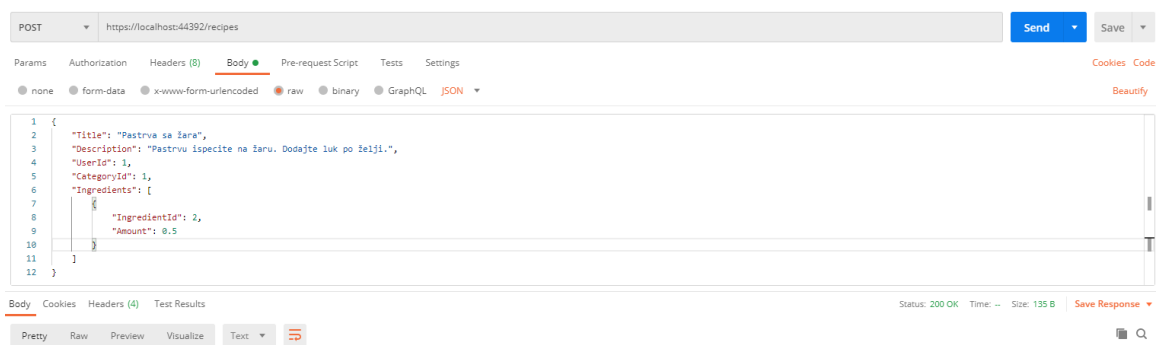 POST https://localhost:44392/recipes Send Save
Params Authorization Headers (8) Body Pre-request Script Tests Settings Cookies Code
none form-data x-www-form-urlencoded raw binary GraphQL JSON Beautify
1 {
2 "Title": "Pastrva sa žara",
3 "Description": "Pastrvu ispecite na žaru. Dodajte luk po želji.",
4 "UserId": 1,
5 "CategoryId": 1,
6 "Ingredients": [
7 {
8 "IngredientId": 2,
9 "Amount": 0.5
10 }
11 ]
12 }
Body Cookies Headers (4) Test Results Status: 200 OK Time: -- Size: 135 B Save Response
Pretty Raw Preview Visualize Text